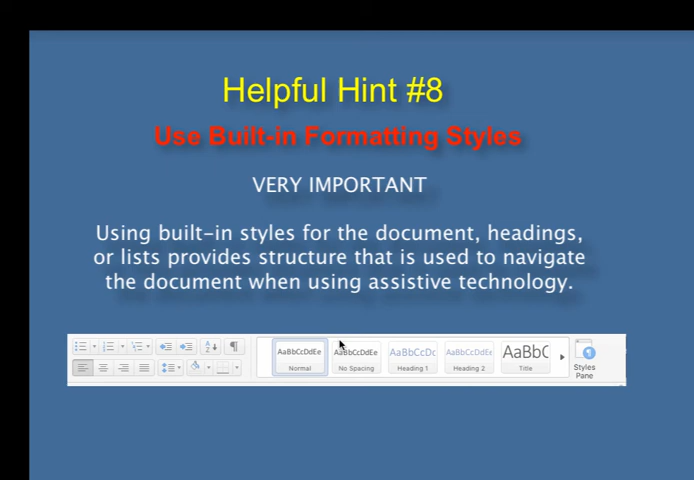 Helpful Hint #8
Use Built-in Formatting Styles
VERY IMPORTANT
Using built-in styles for the document, headings,
or lists provides structure that is used to navigate
the document when using assistive technology.
AaBbCcDdEe AaBbCcDdEe AaBbCcDc AaBbCcDdEe AaBbC
Normal No Spacing Heading 1 Heading 2 Title
Styles
Pane